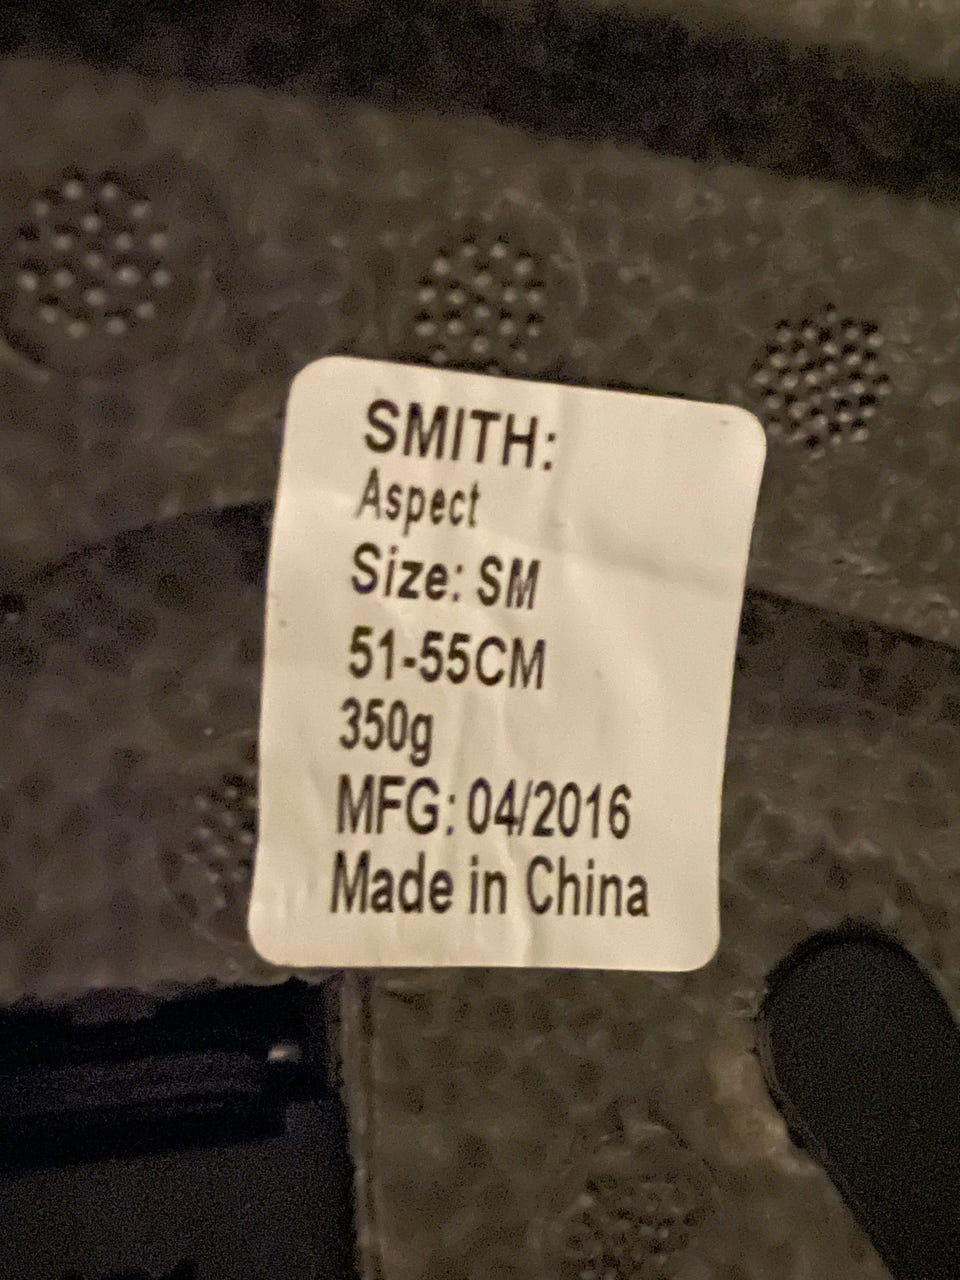 SMITH:
Aspect
Size: SM
51-55CM
350g
MFG: 04/2016
Made in China